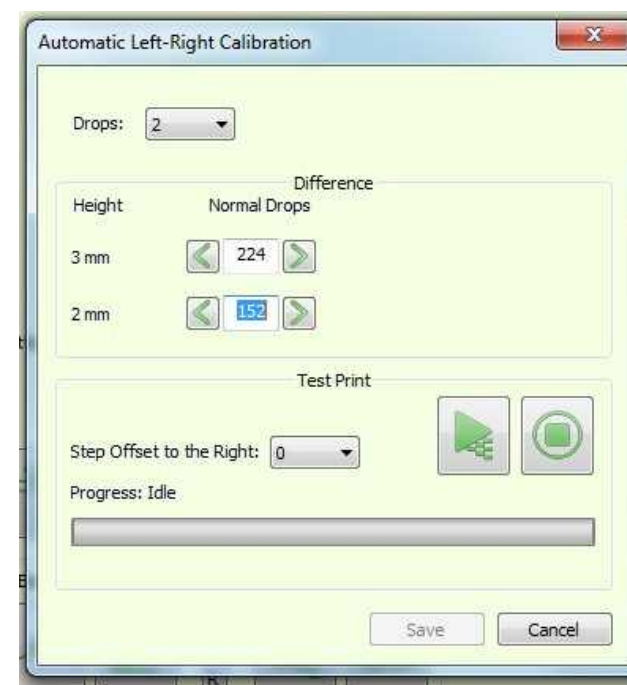 Automatic Left-Right Calibration
X
Drops: 2
Difference
Height Normal Drops
3 mm 224
2 mm 152
Test Print
Step Offset to the Right: 0
Progress: Idle
Save Cancel